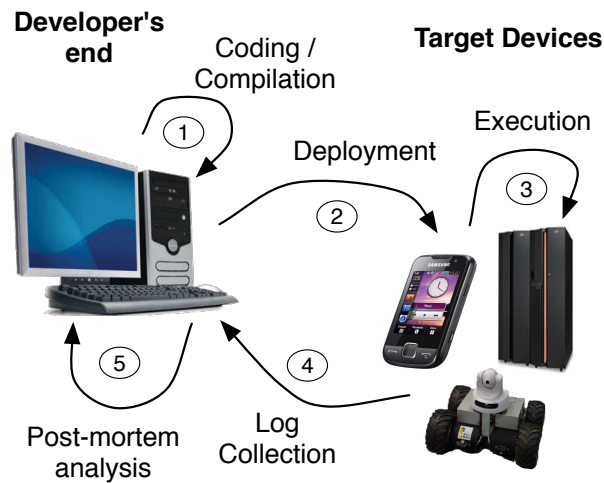 Developer's
end
Coding /
Compilation
Target Devices
1
Execution
Deployment
3
2
SAMSUNG
5
4
Post-mortem
analysis
Log
Collection